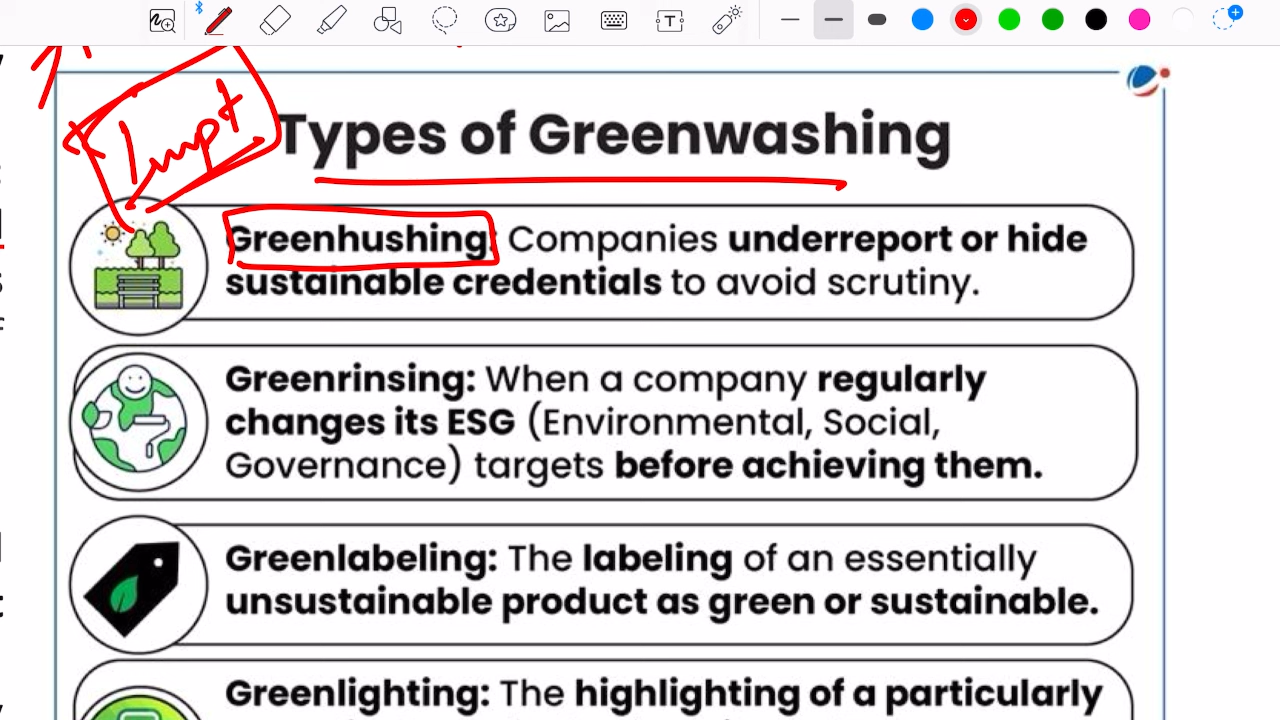 Impt
Types of Greenwashing
Greenhushing: Companies underreport or hide
sustainable credentials to avoid scrutiny.
Greenrinsing: When a company regularly
changes its ESG (Environmental, Social,
Governance) targets before achieving them.
Greenlabeling: The labeling of an essentially
unsustainable product as green or sustainable.
Greenlighting: The highlighting of a particularly